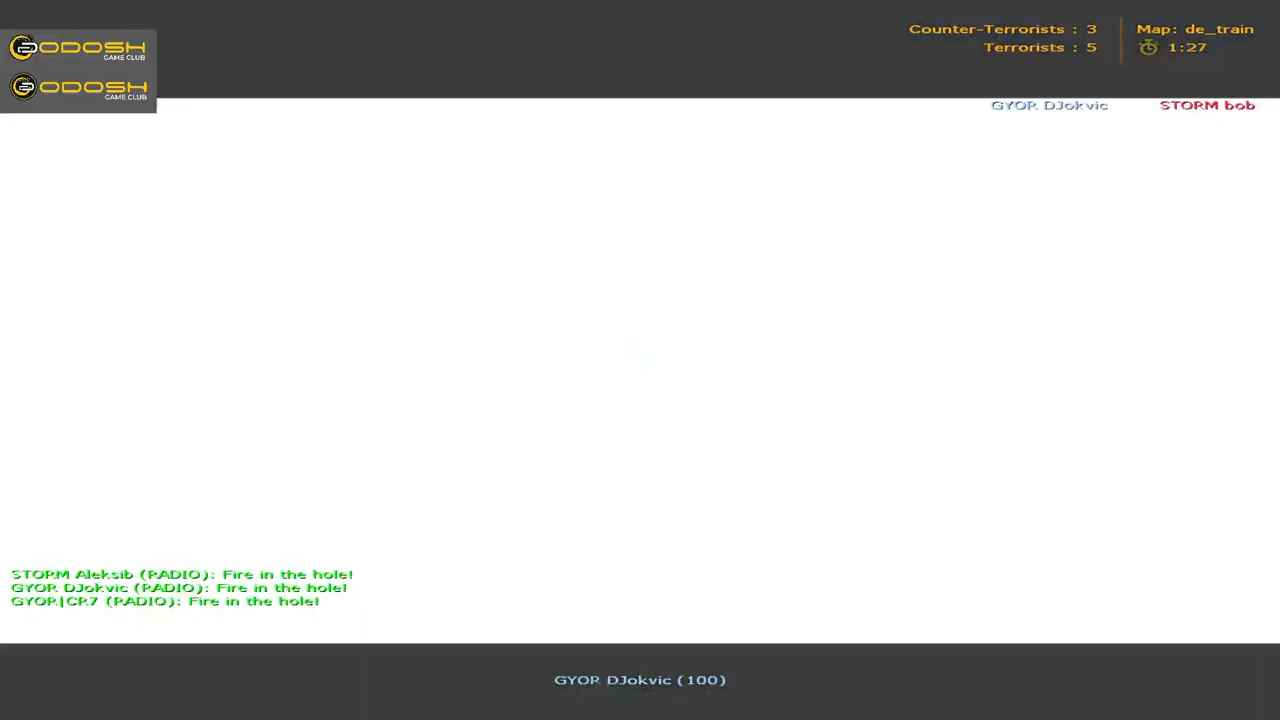 ODOSH
GAME CLUB
ODOSH
GAME CLUB
Counter-Terrorists : 3
Terrorists : 5
Map: de_train
1:27
GYOR DJokvic STORM bob
STORM Aleksib (RADIO): Fire in the hole!
GYOR DJokvic (RADIO): Fire in the hole!
GYOR|CR7 (RADIO): Fire in the hole!
GYOR DJokvic (100)